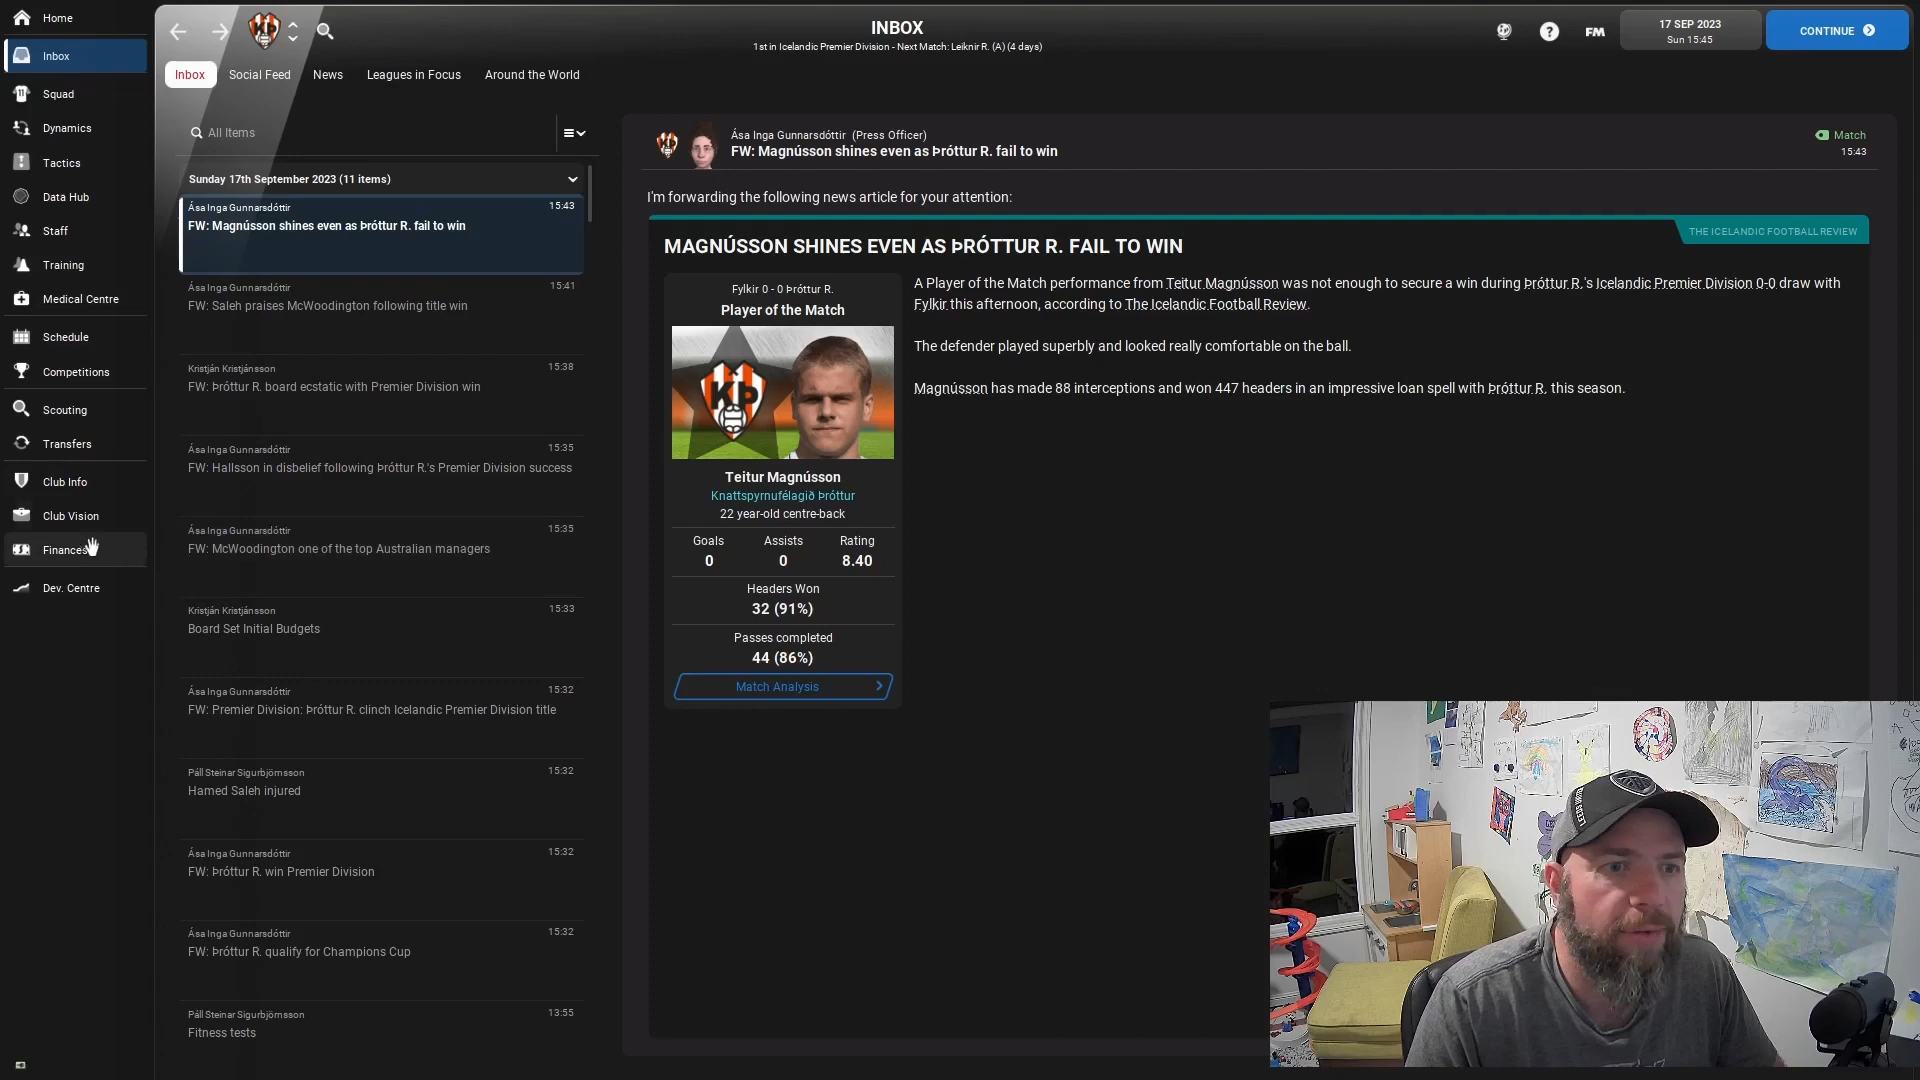 Home
Inbox
Squad
Dynamics
Tactics
Data Hub
Staff
Training
Medical Centre
Schedule
Competitions
Scouting
Transfers
Club Info
Club Vision
Finances
Dev. Centre
INBOX
1st in Icelandic Premier Division - Next Match: Leiknir R. (A) (4 days)
FM
17 SEP 2023
Sun 15:45
CONTINUE
Inbox
Social Feed
News
Leagues in Focus
Around the World
All Items
Sunday 17th September 2023 (11 items)
Ása Inga Gunnarsdóttir 15:43
FW: Magnússon shines even as Þróttur R. fail to win
Ása Inga Gunnarsdóttir 15:41
FW: Saleh praises McWoodington following title win
Kristján Kristjánsson 15:38
FW: Þróttur R. board ecstatic with Premier Division win
Ása Inga Gunnarsdóttir 15:35
FW: Hallsson in disbelief following Þróttur R.'s Premier Division success
Ása Inga Gunnarsdóttir 15:35
FW: McWoodington one of the top Australian managers
Kristján Kristjánsson 15:33
Board Set Initial Budgets
Ása Inga Gunnarsdóttir 15:32
FW: Premier Division: Þróttur R. clinch Icelandic Premier Division title
Páll Steinar Sigurbjörnsson 15:32
Hamed Saleh injured
Ása Inga Gunnarsdóttir 15:32
FW: Þróttur R. win Premier Division
Ása Inga Gunnarsdóttir 15:32
FW: Þróttur R. qualify for Champions Cup
Páll Steinar Sigurbjörnsson 13:55
Fitness tests
Ása Inga Gunnarsdóttir (Press Officer)
FW: Magnússon shines even as Þróttur R. fail to win
Match
15:43
I'm forwarding the following news article for your attention:
THE ICELANDIC FOOTBALL REVIEW
MAGNÚSSON SHINES EVEN AS ÞRÓTTUR R. FAIL TO WIN
Fylkir 0 - 0 Þróttur R.
Player of the Match
Teitur Magnússon
Knattspyrnufélagið Þróttur
22 year-old centre-back
Goals Assists Rating
0 0 8.40
Headers Won
32 (91%)
Passes completed
44 (86%)
Match Analysis
A Player of the Match performance from Teitur Magnússon was not enough to secure a win during Þróttur R.'s Icelandic Premier Division 0-0 draw with
Fylkir this afternoon, according to The Icelandic Football Review.
The defender played superbly and looked really comfortable on the ball.
Magnússon has made 88 interceptions and won 447 headers in an impressive loan spell with Þróttur R. this season.